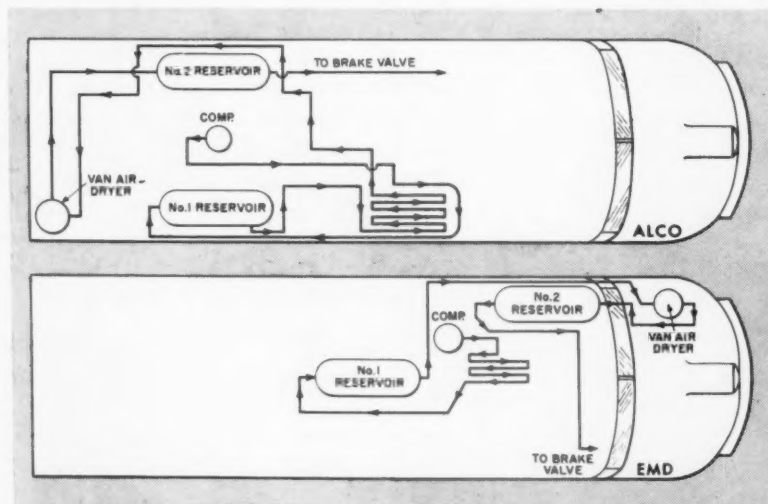 No.2 RESERVOIR
TO BRAKE VALVE
COMP.
VAN AIR
DRYER
No.1 RESERVOIR
ALCO
No.2
RESERVOIR
COMP.
VAN AIR
DRYER
No.1
RESERVOIR
TO BRAKE
VALVE
EMD